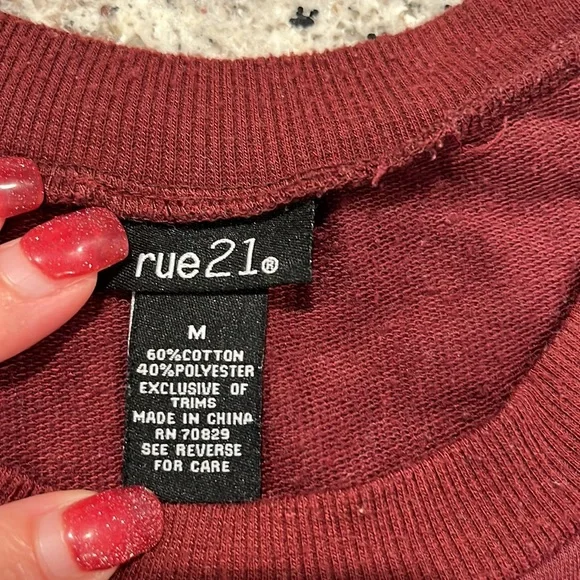 rue21®
M
60%COTTON
40%POLYESTER
EXCLUSIVE OF
TRIMS
MADE IN CHINA
RN 70829
SEE REVERSE
FOR CARE